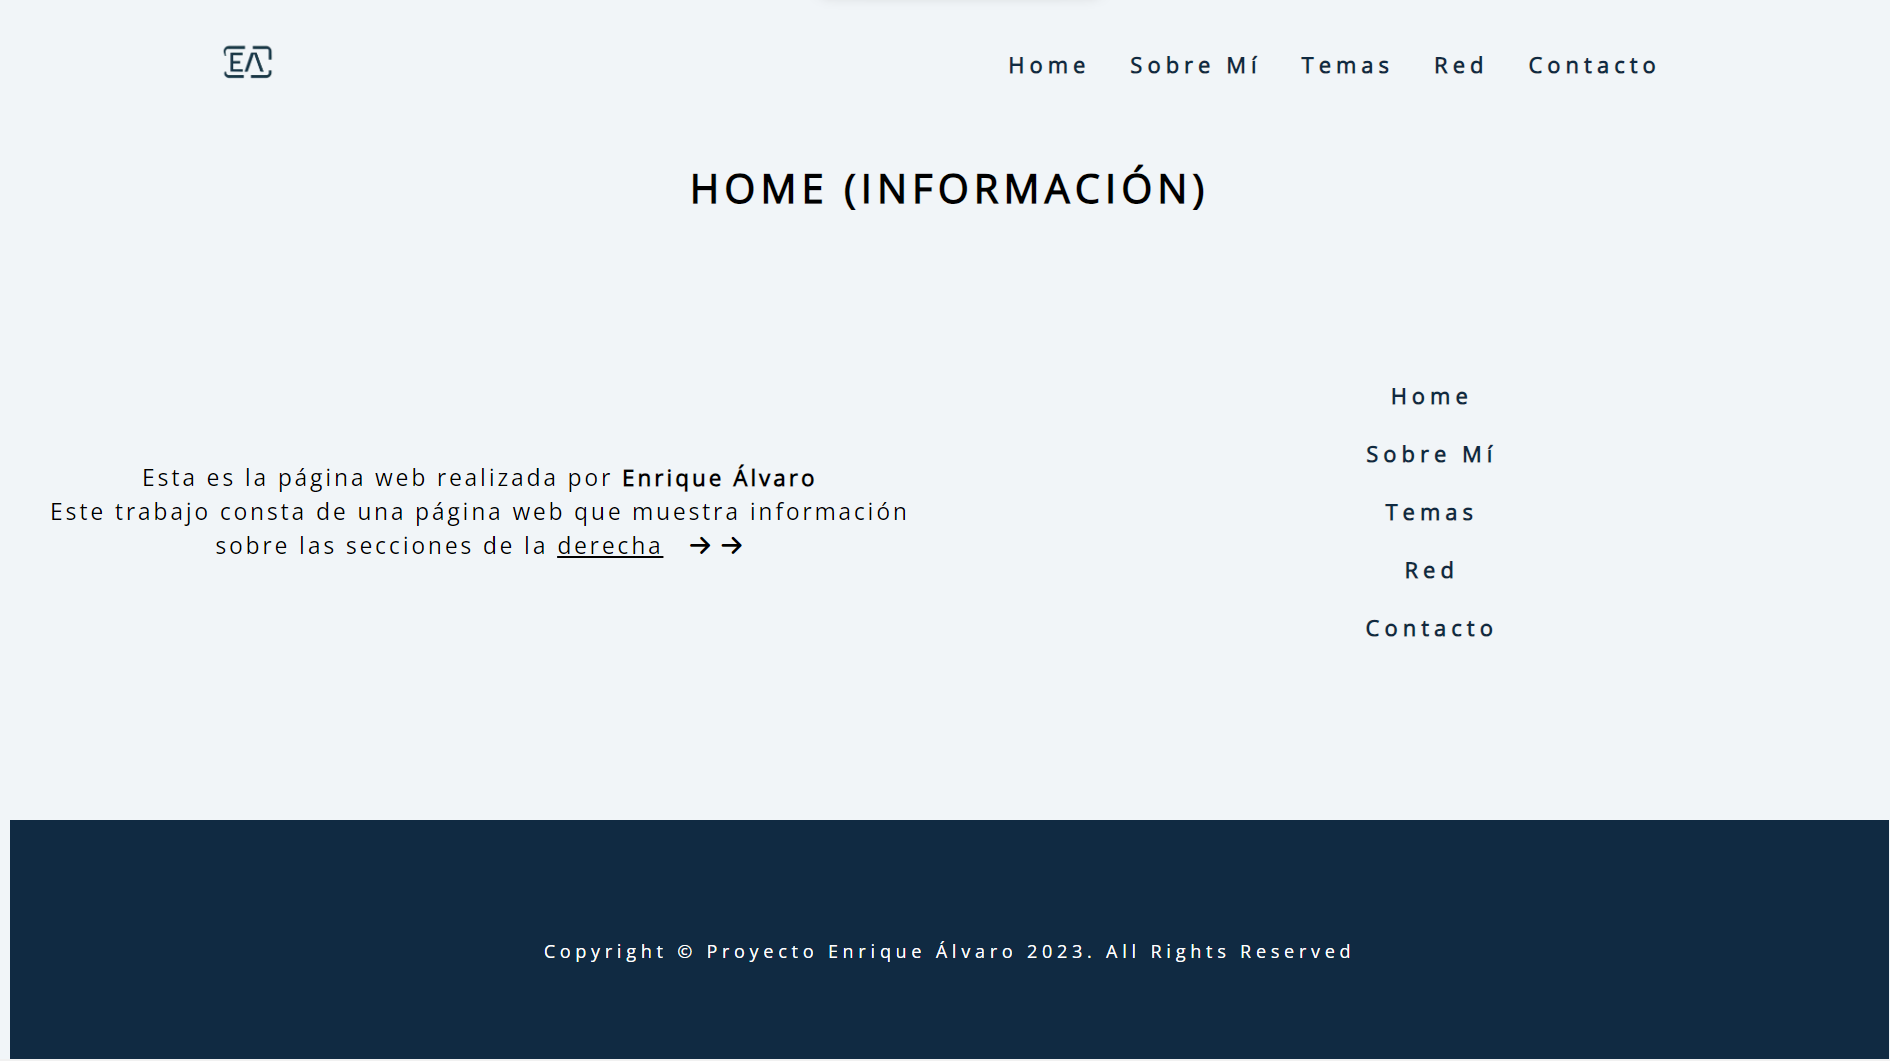 EA
Home Sobre Mí Temas Red Contacto
HOME (INFORMACIÓN)
Esta es la página web realizada por Enrique Álvaro
Este trabajo consta de una página web que muestra información
sobre las secciones de la derecha → →
Home
Sobre Mí
Temas
Red
Contacto
Copyright © Proyecto Enrique Álvaro 2023. All Rights Reserved